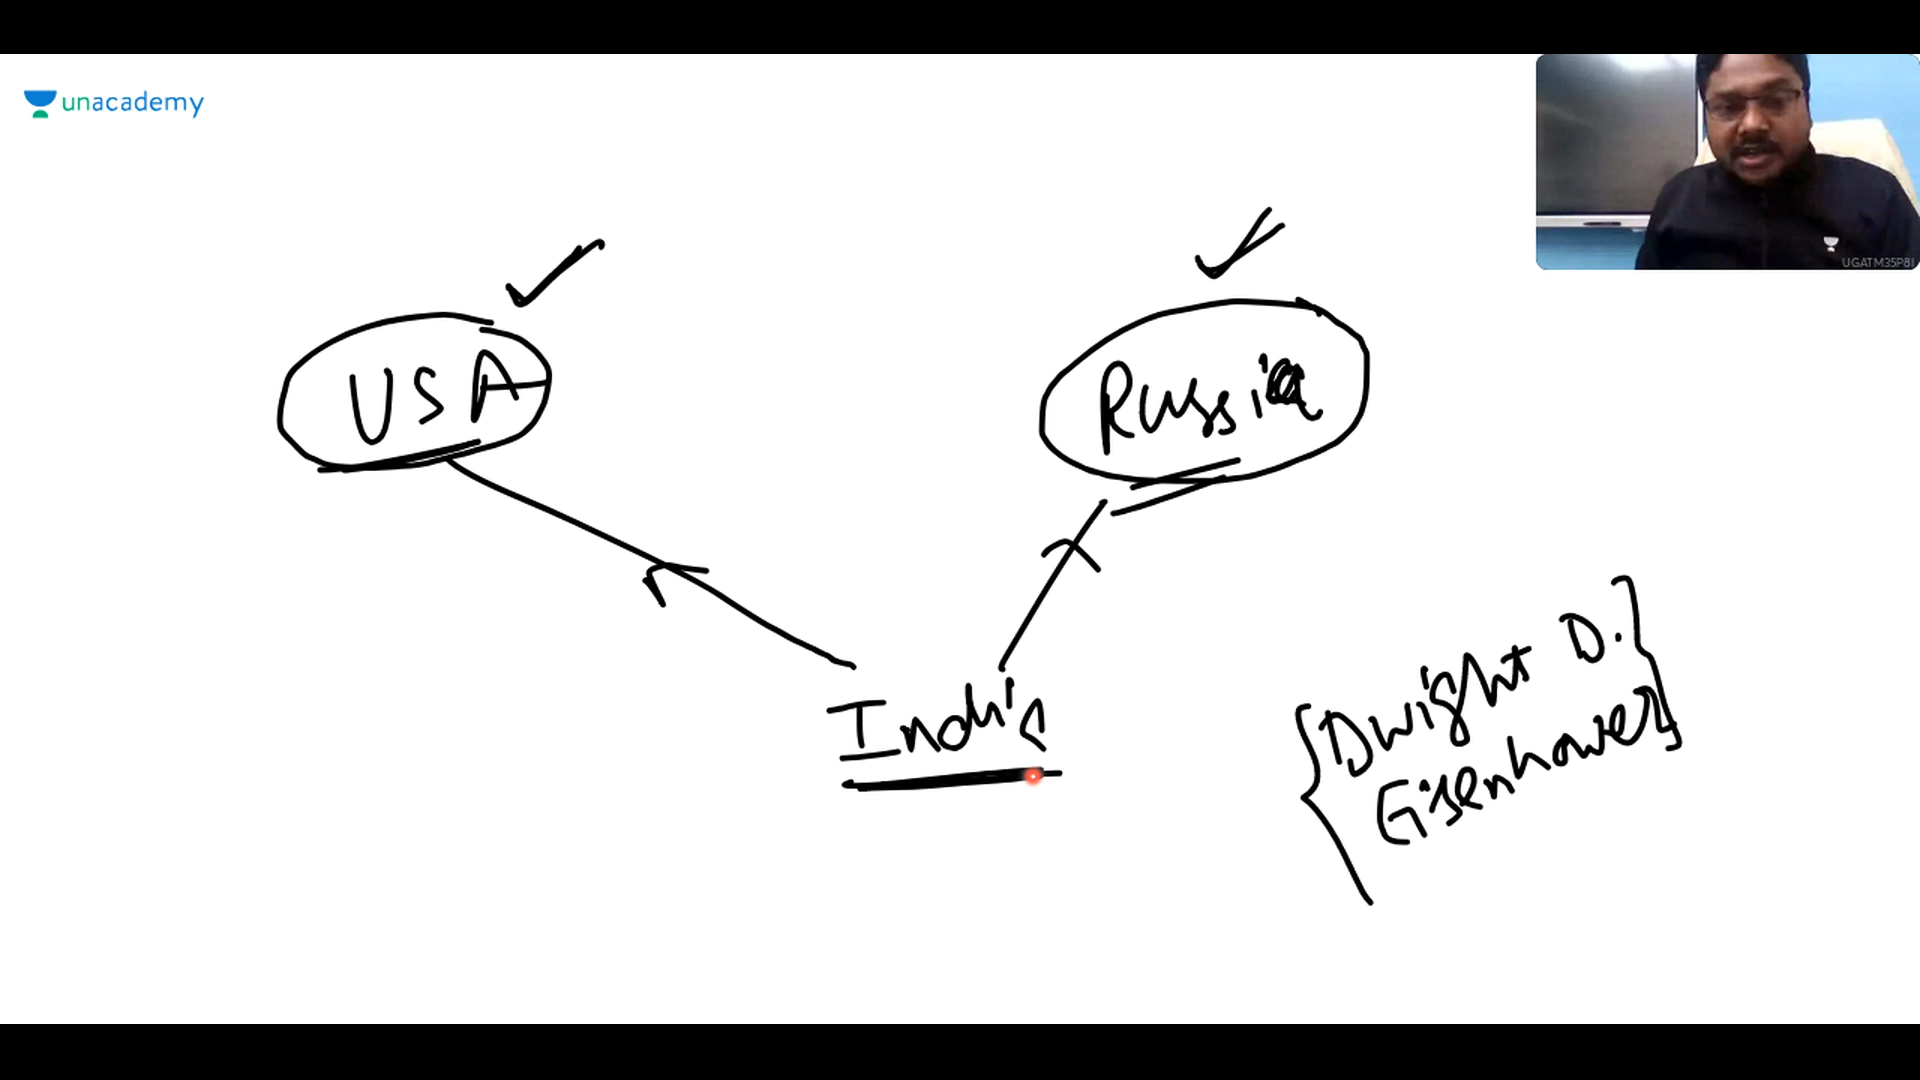 unacademy
UGATM35P8I
USA
Russia
India
Dwight D.
Eisenhower